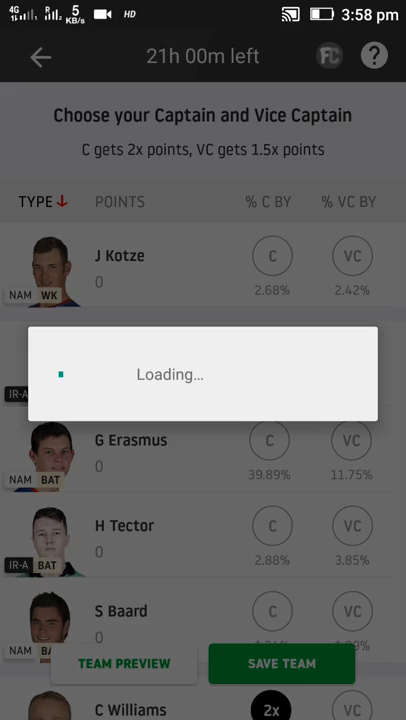 4G R 5 KB/s HD 3:58 pm
21h 00m left FC ?
Choose your Captain and Vice Captain
C gets 2x points, VC gets 1.5x points
TYPE POINTS % C BY % VC BY
J Kotze C VC
0
NAM WK 2.68% 2.42%
Loading...
IR-A
G Erasmus C VC
0
NAM BAT 39.89% 11.75%
H Tector C VC
0
IR-A BAT 2.88% 3.85%
S Baard C VC
0
NAM
TEAM PREVIEW SAVE TEAM
C Williams 2x VC